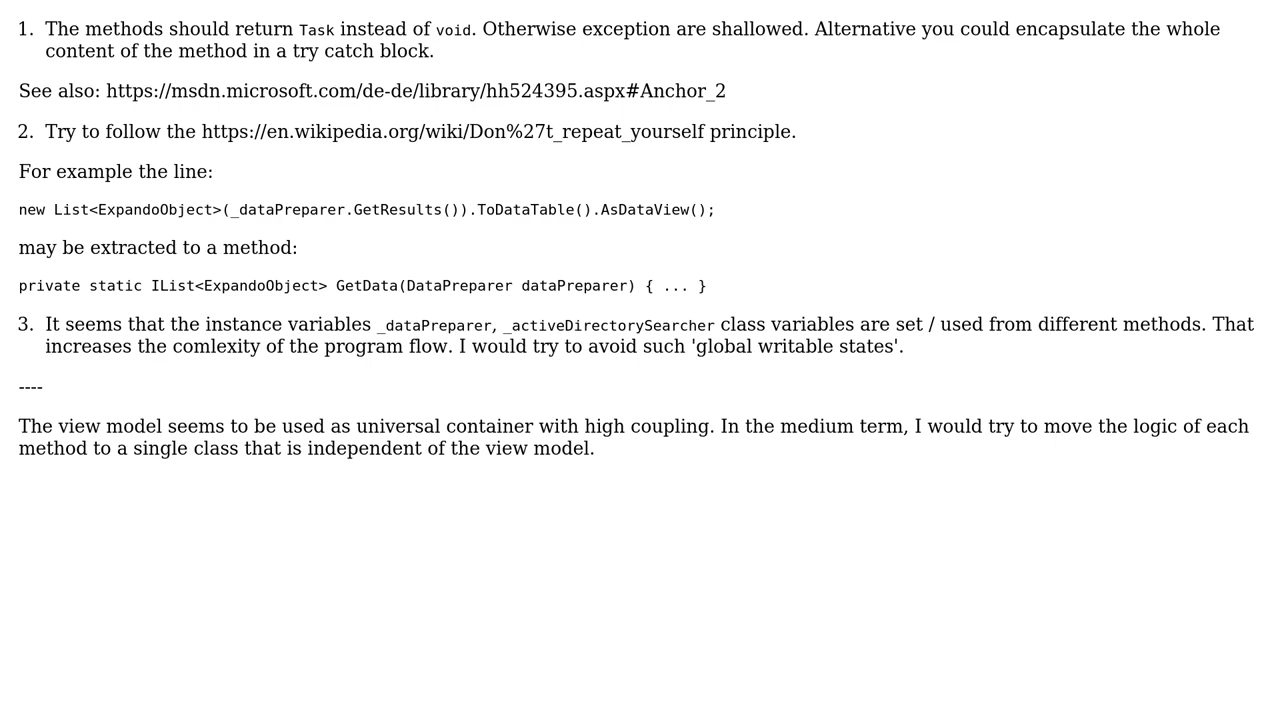 1. The methods should return Task instead of void. Otherwise exception are shallowed. Alternative you could encapsulate the whole
content of the method in a try catch block.
See also: https://msdn.microsoft.com/de-de/library/hh524395.aspx#Anchor_2
2. Try to follow the https://en.wikipedia.org/wiki/Don%27t_repeat_yourself principle.
For example the line:
new List<ExpandoObject>(_dataPreparer.GetResults()).ToDataTable().AsDataView();
may be extracted to a method:
private static IList<ExpandoObject> GetData(DataPreparer dataPreparer) { ... }
3. It seems that the instance variables _dataPreparer, _activeDirectorySearcher class variables are set / used from different methods. That
increases the comlexity of the program flow. I would try to avoid such 'global writable states'.
----
The view model seems to be used as universal container with high coupling. In the medium term, I would try to move the logic of each
method to a single class that is independent of the view model.